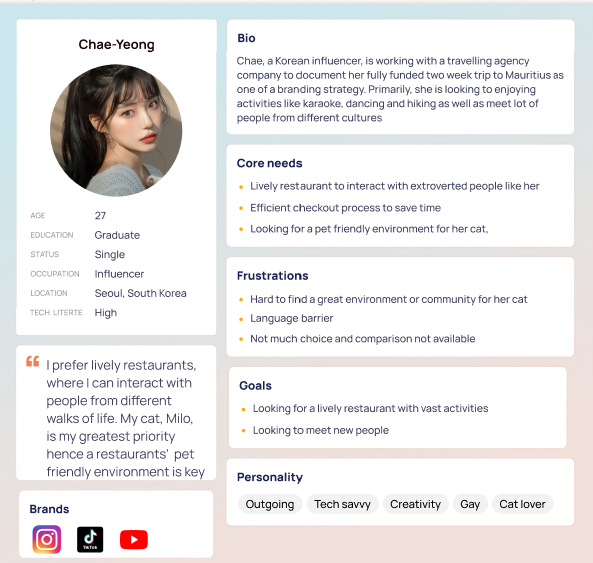 Chae-Yeong
AGE 27
EDUCATION Graduate
STATUS Single
OCCUPATION Influencer
LOCATION Seoul, South Korea
TECH LITERTE High
“ I prefer lively restaurants,
where I can interact with
people from different
walks of life. My cat, Milo,
is my greatest priority
hence a restaurants' pet
friendly environment is key
Brands
TikTok
Bio
Chae, a Korean influencer, is working with a travelling agency
company to document her fully funded two week trip to Mauritius as
one of a branding strategy. Primarily, she is looking to enjoying
activities like karaoke, dancing and hiking as well as meet lot of
people from different cultures
Core needs
• Lively restaurant to interact with extroverted people like her
• Efficient checkout process to save time
• Looking for a pet friendly environment for her cat,
Frustrations
• Hard to find a great environment or community for her cat
• Language barrier
• Not much choice and comparison not available
Goals
• Looking for a lively restaurant with vast activities
• Looking to meet new people
Personality
Outgoing Tech savvy Creativity Gay Cat lover